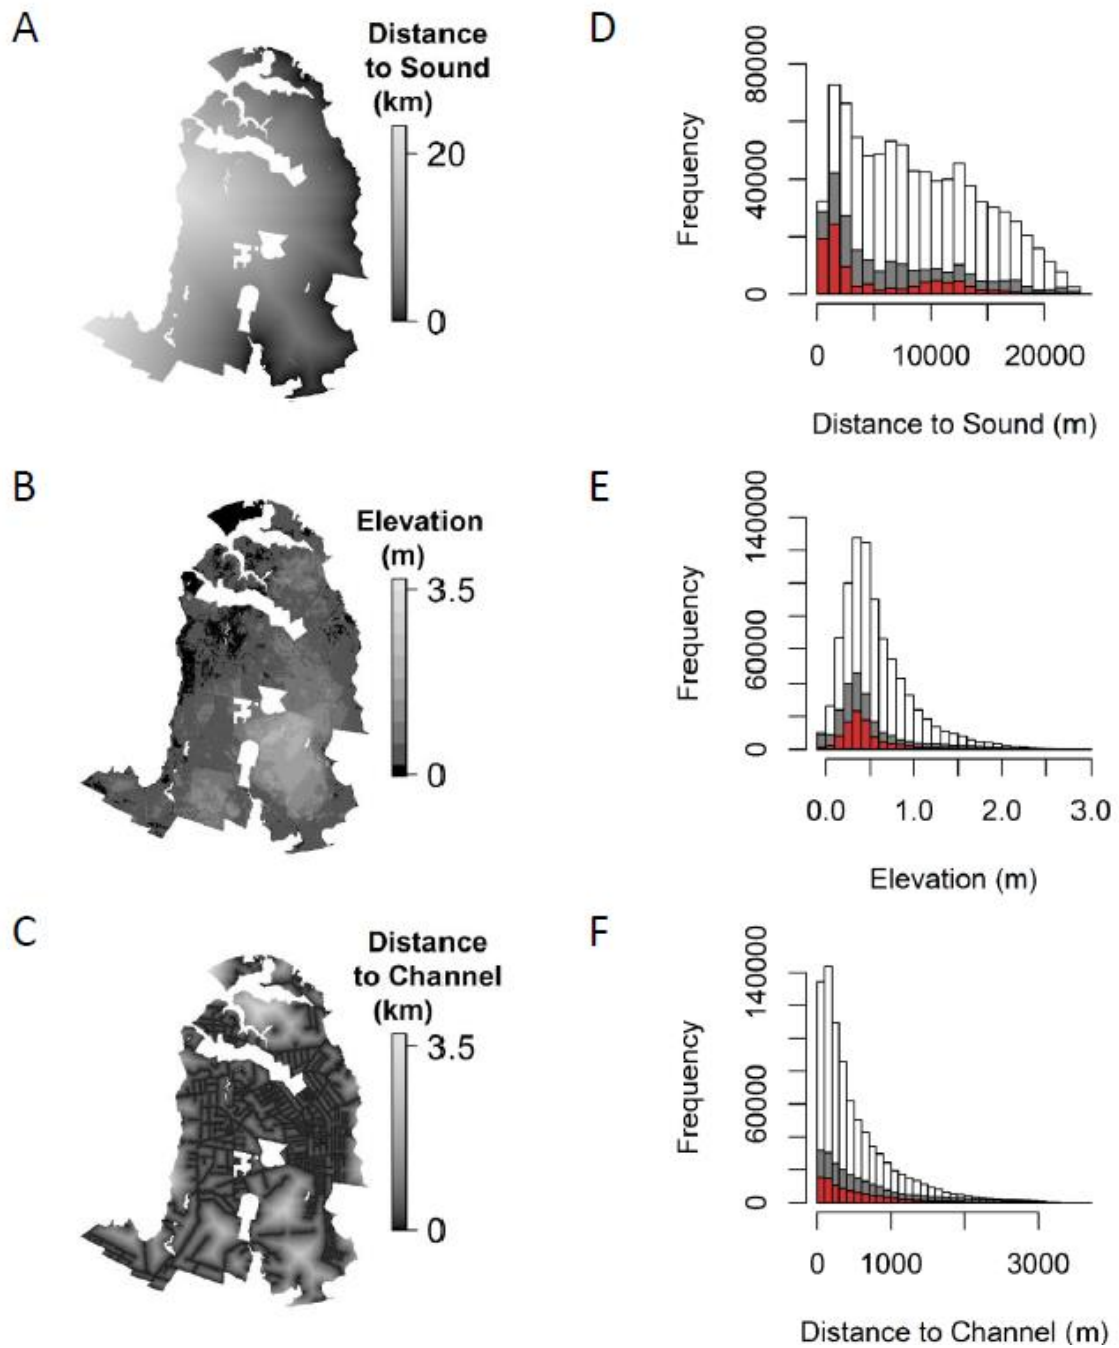 A
Distance
to Sound
(km)
20
0
D
Frequency
0
40000
80000
0
10000
20000
Distance to Sound (m)
B
Elevation
(m)
3.5
0
E
Frequency
0
60000
140000
0.0
1.0
2.0
3.0
Elevation (m)
C
Distance
to Channel
(km)
3.5
0
F
Frequency
0
60000
140000
0
1000
3000
Distance to Channel (m)